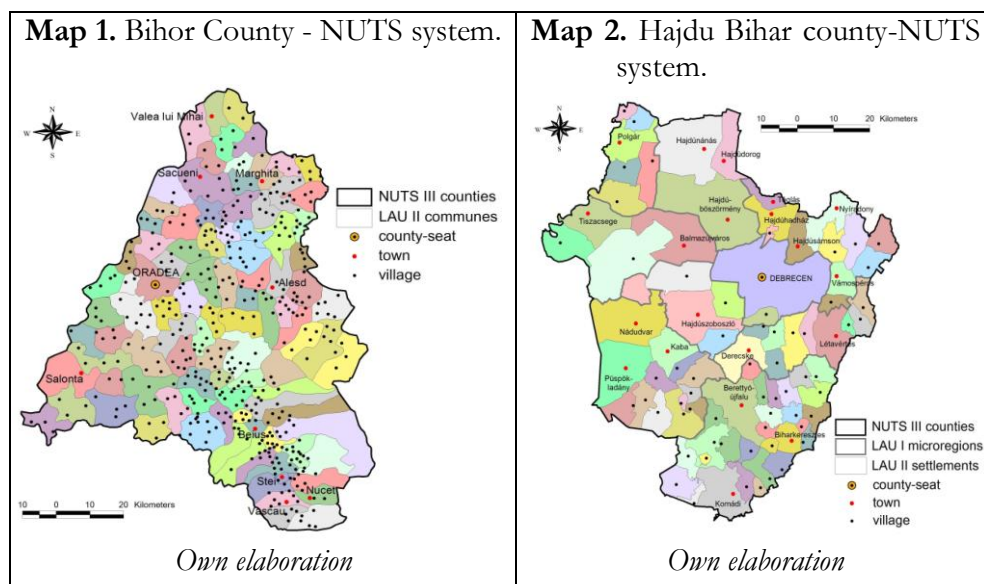 Map 1. Bihor County - NUTS system.
N
W
E
S
Valea lui Mihai
Sacueni
Marghita
ORADEA
Alesd
Salonta
Beius
Stei
Nucet
Vascau
NUTS III counties
LAU II communes
county-seat
town
village
10 0 10 20
Kilometers
Own elaboration
Map 2. Hajdu Bihar county-NUTS
system.
N
W
E
S
10 0 10 20 Kilometers
Polgár
Hajdúnánás
Hajdúdorog
Tiszacsege
Hajdú-
böszörmény
Téglás
Hajdúhadház
Nyíradony
Balmazújváros
Hajdúsámson
DEBRECEN
Vámospércs
Nádudvar
Hajdúszoboszló
Kaba
Derecske
Létavértes
Püspök-
ladány
Berettyó-
újfalu
Biharkeresztes
Komádi
NUTS III counties
LAU I microregions
LAU II settlements
county-seat
town
village
Own elaboration